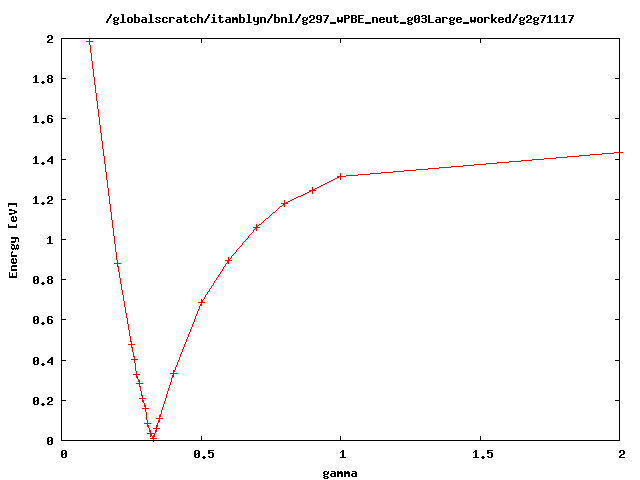 /globalscratch/itamblyn/bnl/g297_wPBE_neut_g03Large_worked/g2g71117
2
1.8
1.6
1.4
1.2
1
0.8
0.6
0.4
0.2
0
Energy [eV]
0 0.5 1 1.5 2
gamma